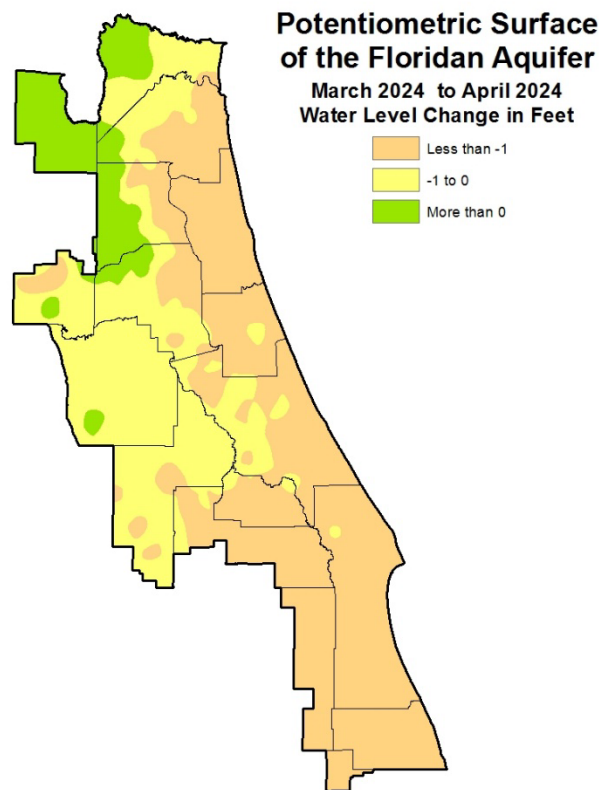 Potentiometric Surface
of the Floridan Aquifer
March 2024 to April 2024
Water Level Change in Feet
Less than -1
-1 to 0
More than 0